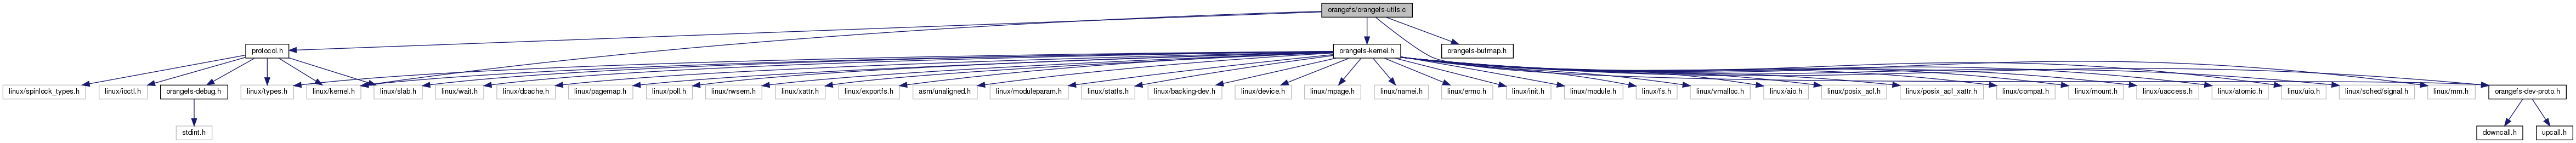 orangefs/orangefs-utils.c
protocol.h
orangefs-kernel.h
orangefs-bufmap.h
linux/spinlock_types.h
linux/ioctl.h
orangefs-debug.h
linux/types.h
linux/kernel.h
linux/slab.h
linux/wait.h
linux/dcache.h
linux/pagemap.h
linux/poll.h
linux/rwsem.h
linux/xattr.h
linux/exportfs.h
asm/unaligned.h
linux/moduleparam.h
linux/statfs.h
linux/backing-dev.h
linux/device.h
linux/mpage.h
linux/namei.h
linux/errno.h
linux/init.h
linux/module.h
linux/fs.h
linux/vmalloc.h
linux/aio.h
linux/posix_acl.h
linux/posix_acl_xattr.h
linux/compat.h
linux/mount.h
linux/uaccess.h
linux/atomic.h
linux/uio.h
linux/sched/signal.h
linux/mm.h
orangefs-dev-proto.h
stdint.h
downcall.h
upcall.h